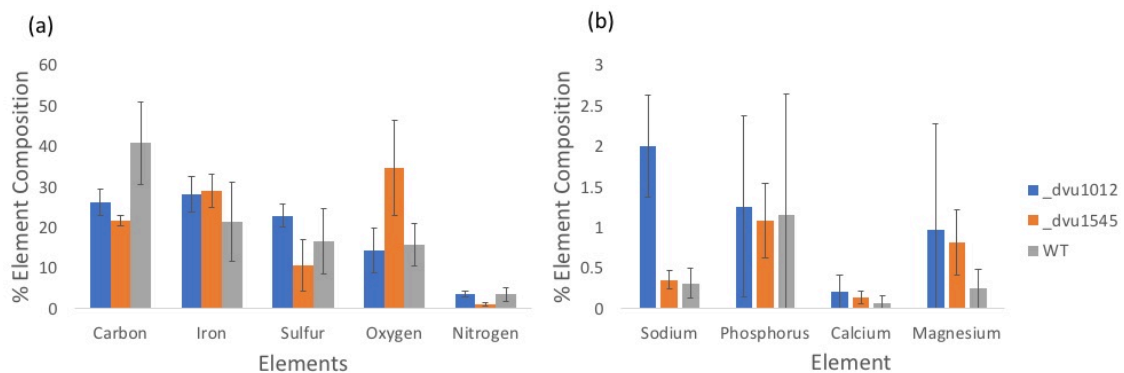 (a)
60
50
40
30
20
10
0
% Element Composition
Carbon Iron Sulfur Oxygen Nitrogen
Elements
(b)
3
2.5
2
1.5
1
0.5
0
% Element Composition
Sodium Phosphorus Calcium Magnesium
Element
_dvu1012
_dvu1545
WT